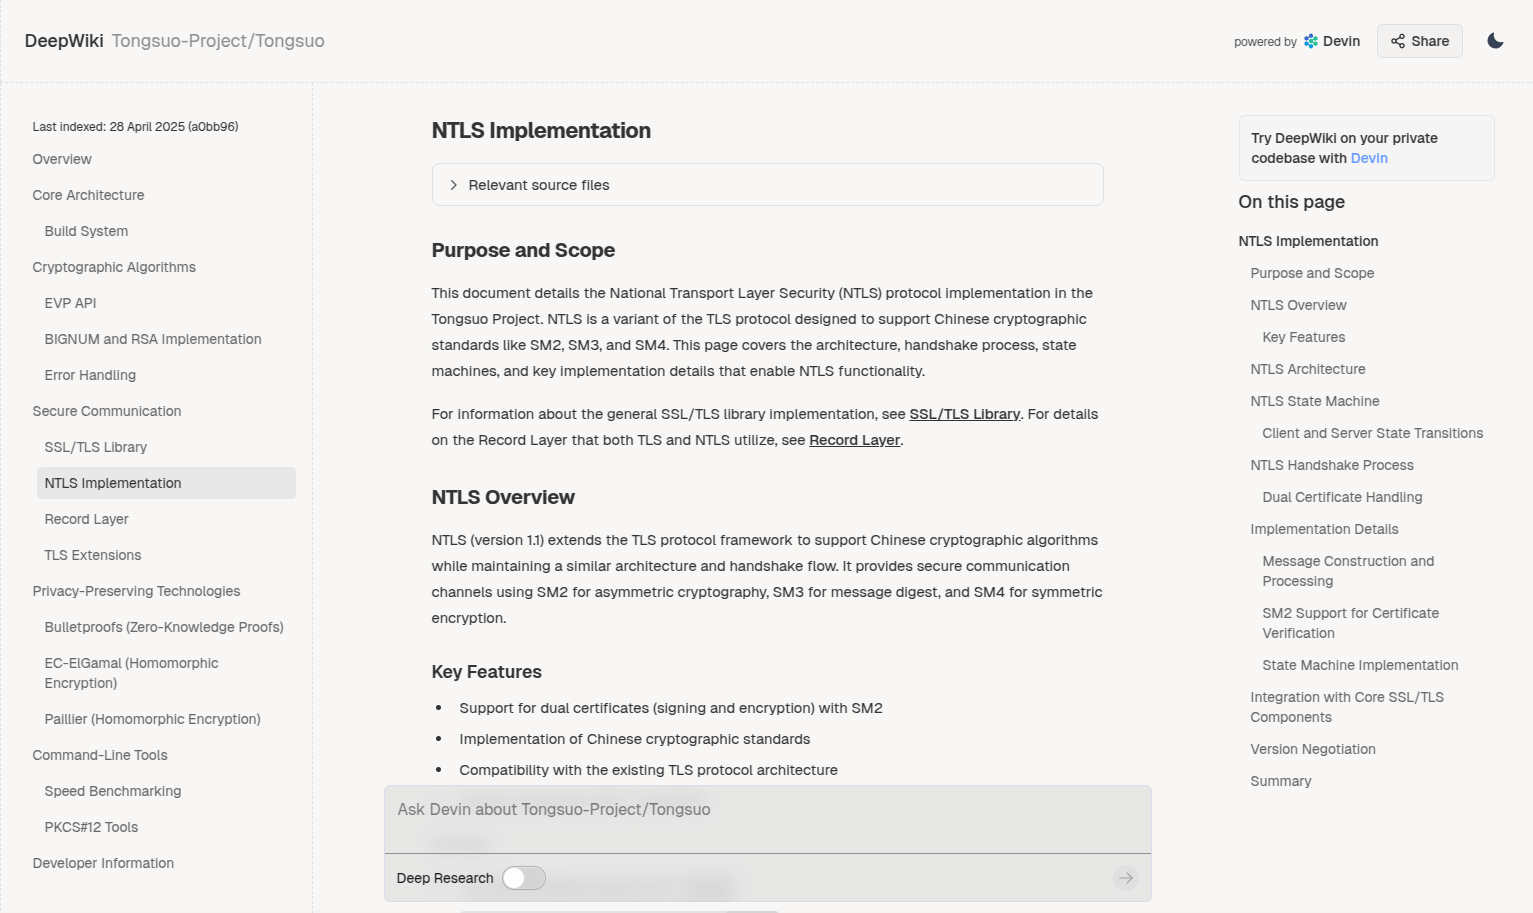 DeepWiki Tongsuo-Project/Tongsuo
powered by Devin
Share
Last indexed: 28 April 2025 (a0bb96)
Overview
Core Architecture
Build System
Cryptographic Algorithms
EVP API
BIGNUM and RSA Implementation
Error Handling
Secure Communication
SSL/TLS Library
NTLS Implementation
Record Layer
TLS Extensions
Privacy-Preserving Technologies
Bulletproofs (Zero-Knowledge Proofs)
EC-ElGamal (Homomorphic
Encryption)
Paillier (Homomorphic Encryption)
Command-Line Tools
Speed Benchmarking
PKCS#12 Tools
Developer Information
NTLS Implementation
Relevant source files
Purpose and Scope
This document details the National Transport Layer Security (NTLS) protocol implementation in the
Tongsuo Project. NTLS is a variant of the TLS protocol designed to support Chinese cryptographic
standards like SM2, SM3, and SM4. This page covers the architecture, handshake process, state
machines, and key implementation details that enable NTLS functionality.
For information about the general SSL/TLS library implementation, see SSL/TLS Library. For details
on the Record Layer that both TLS and NTLS utilize, see Record Layer.
NTLS Overview
NTLS (version 1.1) extends the TLS protocol framework to support Chinese cryptographic algorithms
while maintaining a similar architecture and handshake flow. It provides secure communication
channels using SM2 for asymmetric cryptography, SM3 for message digest, and SM4 for symmetric
encryption.
Key Features
• Support for dual certificates (signing and encryption) with SM2
• Implementation of Chinese cryptographic standards
• Compatibility with the existing TLS protocol architecture
Ask Devin about Tongsuo-Project/Tongsuo
Deep Research
Try DeepWiki on your private
codebase with Devin
On this page
NTLS Implementation
Purpose and Scope
NTLS Overview
Key Features
NTLS Architecture
NTLS State Machine
Client and Server State Transitions
NTLS Handshake Process
Dual Certificate Handling
Implementation Details
Message Construction and
Processing
SM2 Support for Certificate
Verification
State Machine Implementation
Integration with Core SSL/TLS
Components
Version Negotiation
Summary